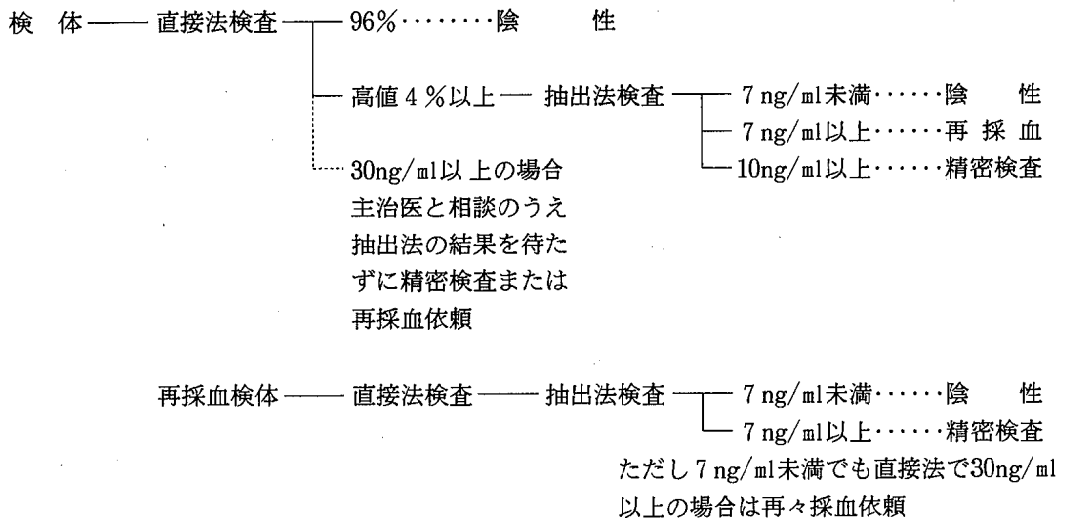 検 体 直接法検査 96%········陰 性
高値4%以上 抽出法検査 7ng/ml未満······陰 性
7ng/ml以上······再採血
10ng/ml以上······精密検査
30ng/ml以上の場合
主治医と相談のうえ
抽出法の結果を待た
ずに精密検査または
再採血依頼
再採血検体 直接法検査 抽出法検査 7ng/ml未満······陰 性
7ng/ml以上······精密検査
ただし7ng/ml未満でも直接法で30ng/ml
以上の場合は再々採血依頼